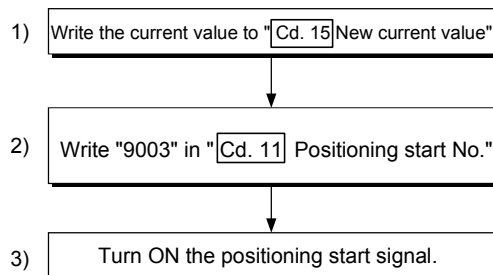 1) Write the current value to "Cd. 15 New current value"
2) Write "9003" in "Cd. 11 Positioning start No."
3) Turn ON the positioning start signal.